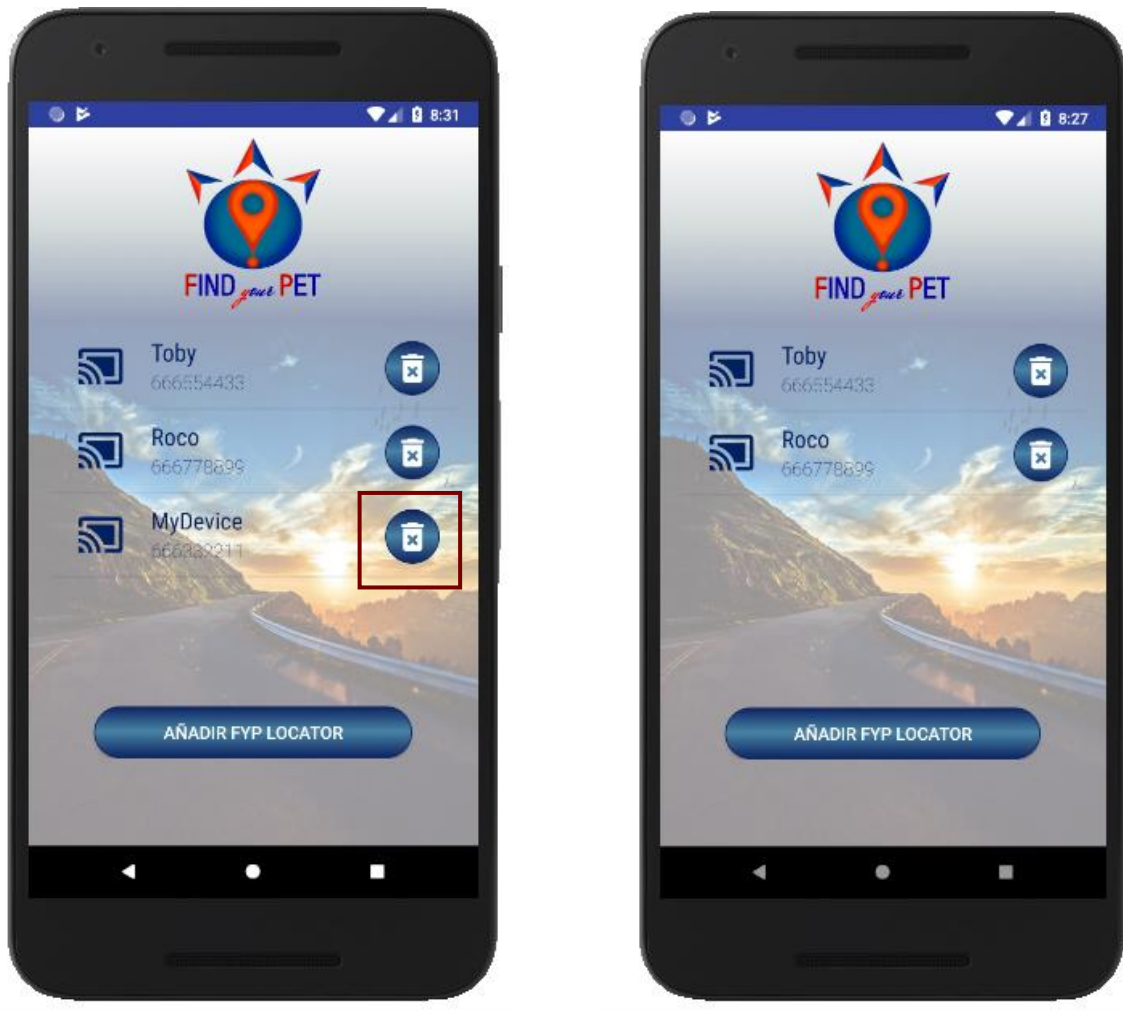 8:31
FIND your PET
Toby
666554433
Roco
666778899
MyDevice
666332211
AÑADIR FYP LOCATOR
8:27
FIND your PET
Toby
666554433
Roco
666778899
AÑADIR FYP LOCATOR